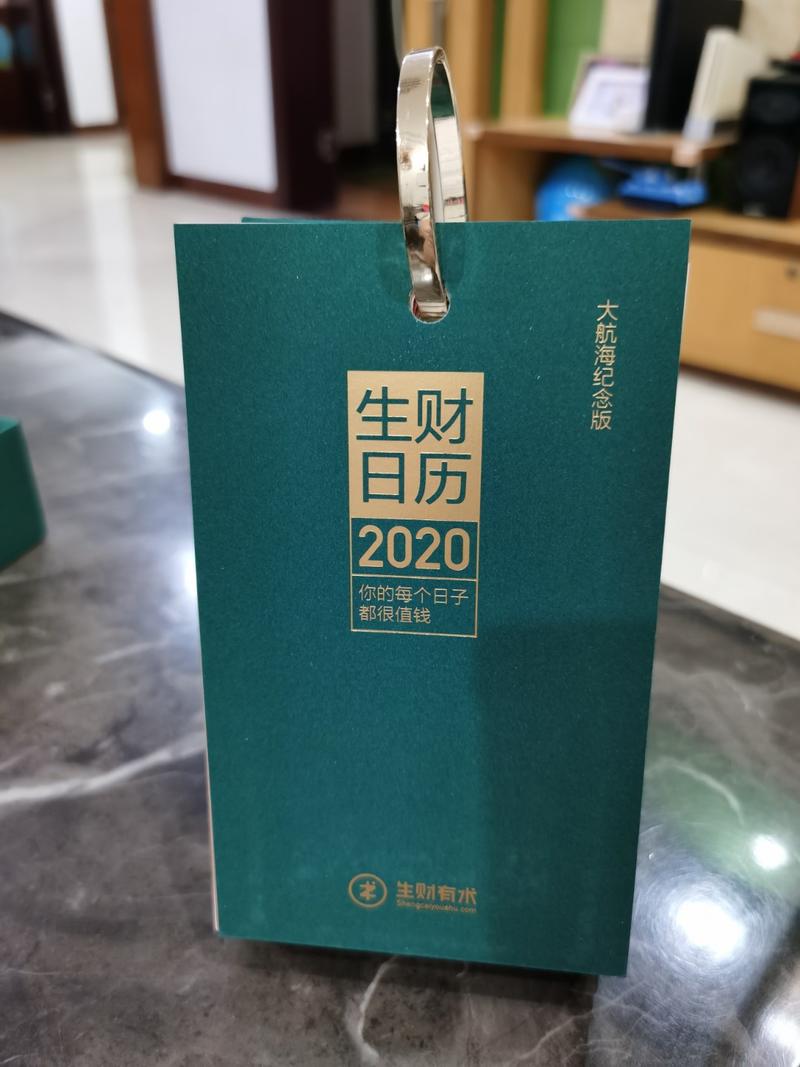 大航海纪念版
生财
日历
2020
你的每个日子
都很值钱
生财有术
Shengcaiyoushu.com